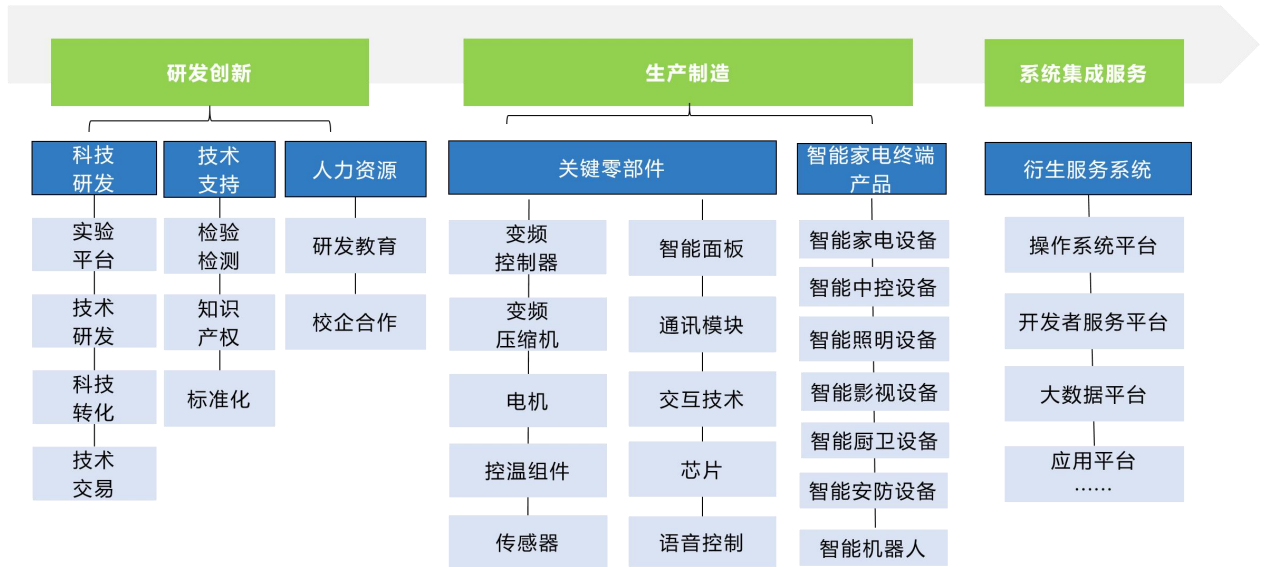 研发创新
生产制造
系统集成服务
科技
研发
技术
支持
人力资源
关键零部件
智能家电终端
产品
衍生服务系统
实验
平台
技术
研发
科技
转化
技术
交易
检验
检测
知识
产权
标准化
研发教育
校企合作
变频
控制器
变频
压缩机
电机
控温组件
传感器
智能面板
通讯模块
交互技术
芯片
语音控制
智能家电设备
智能中控设备
智能照明设备
智能影视设备
智能厨卫设备
智能安防设备
智能机器人
操作系统平台
开发者服务平台
大数据平台
应用平台
……